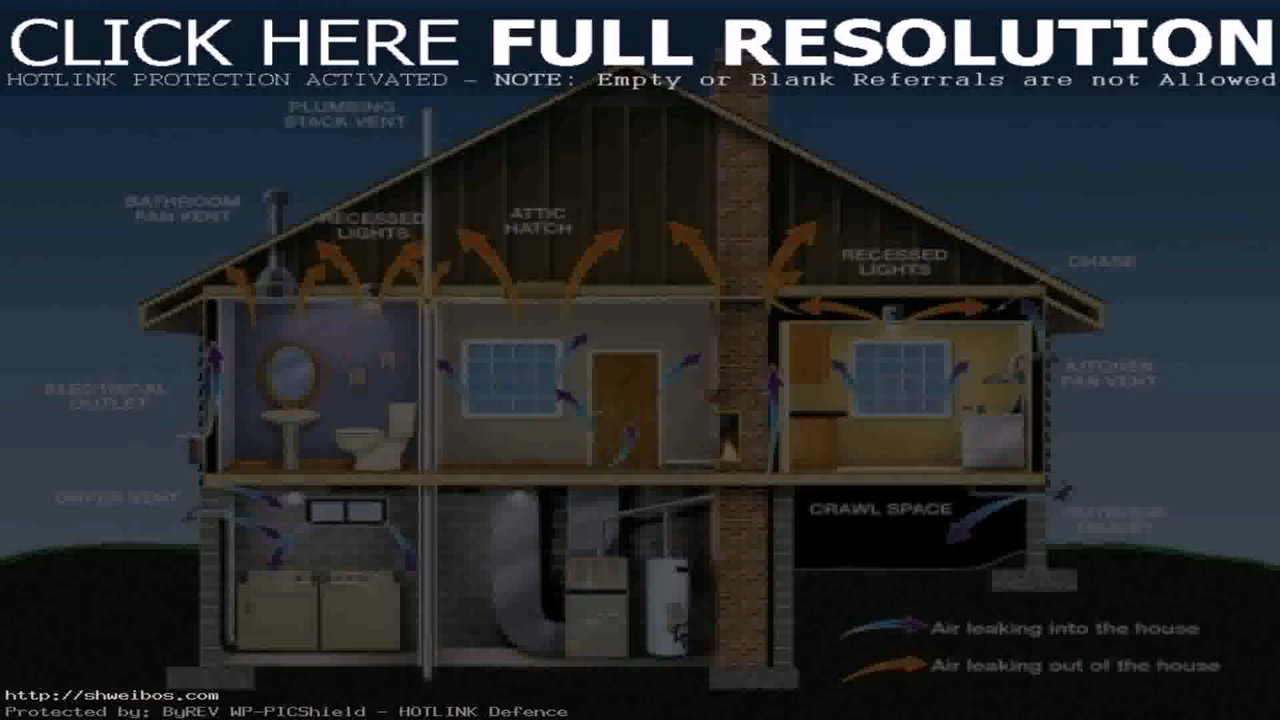 CLICK HERE FULL RESOLUTION
HOTLINK PROTECTION ACTIVATED - NOTE: Empty or Blank Referrals are not Allowed
PLUMBING
STACK VENT
BATHROOM
FAN VENT
RECESSED
LIGHTS
ATTIC
HATCH
RECESSED
LIGHTS
CHASE
ELECTRICAL
OUTLET
KITCHEN
FAN VENT
DRYER VENT
CRAWL SPACE
OUTDOOR
FAUCET
Air leaking into the house
Air leaking out of the house
http://shweibos.com
Protected by: ByREV WP-PICShield - HOTLINK Defence